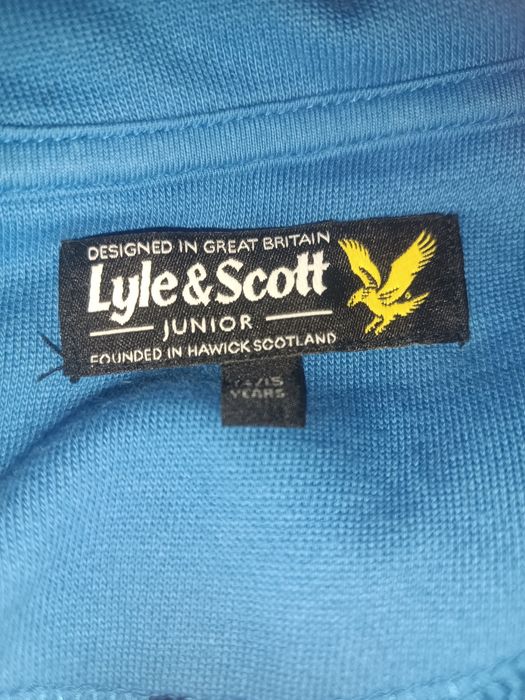 DESIGNED IN GREAT BRITAIN
Lyle & Scott
JUNIOR
FOUNDED IN HAWICK SCOTLAND
YEARS